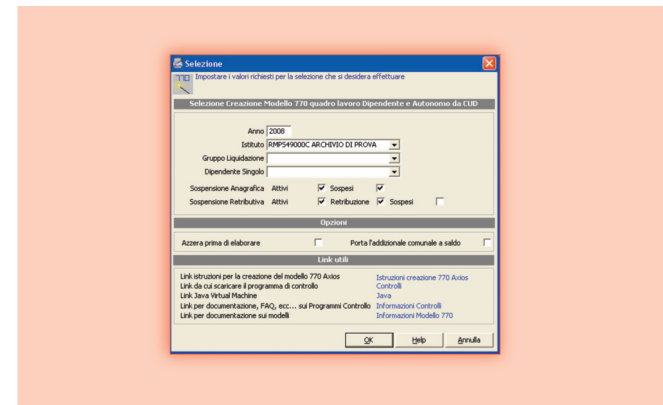 Selezione
770
Impostare i valori richiesti per la selezione che si desidera effettuare
Selezione Creazione Modello 770 quadro lavoro Dipendente e Autonomo da CUD
Anno 2008
Istituto RMPS49000C ARCHIVIO DI PROVA
Gruppo Liquidazione
Dipendente Singolo
Sospensione Anagrafica Attivi Sospesi
Sospensione Retributiva Attivi Retribuzione Sospesi
Opzioni
Azzera prima di elaborare Porta l'addizionale comunale a saldo
Link utili
Link istruzioni per la creazione del modello 770 Axios Istruzioni creazione 770 Axios
Link da cui scaricare il programma di controllo Controlli
Link Java Virtual Machine Java
Link per documentazione, FAQ, ecc... sui Programmi Controllo Informazioni Controlli
Link per documentazione sui modelli Informazioni Modello 770
OK Help Annulla